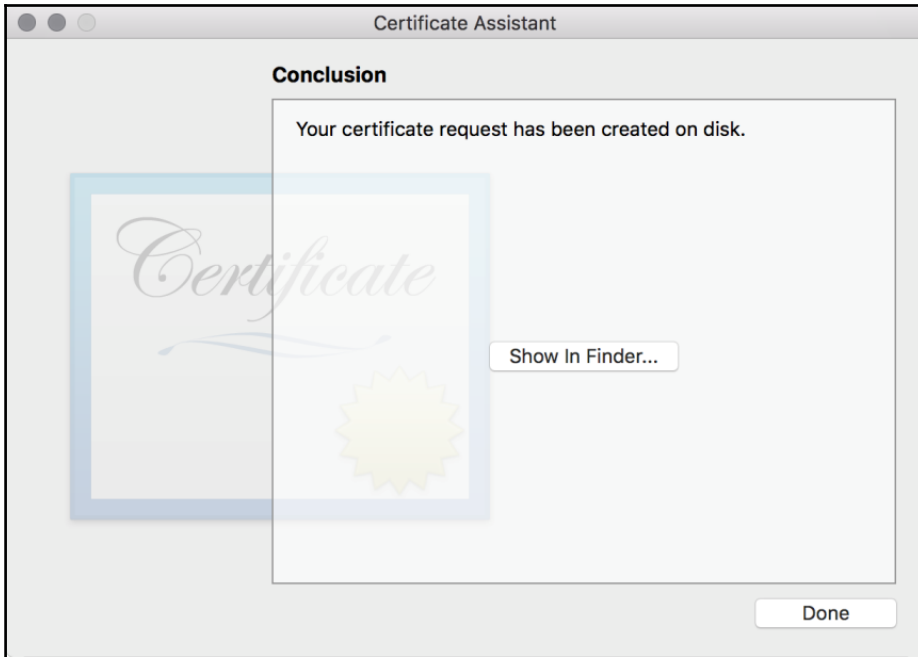 Certificate Assistant
Conclusion
Your certificate request has been created on disk.
Certificate
Show In Finder...
Done